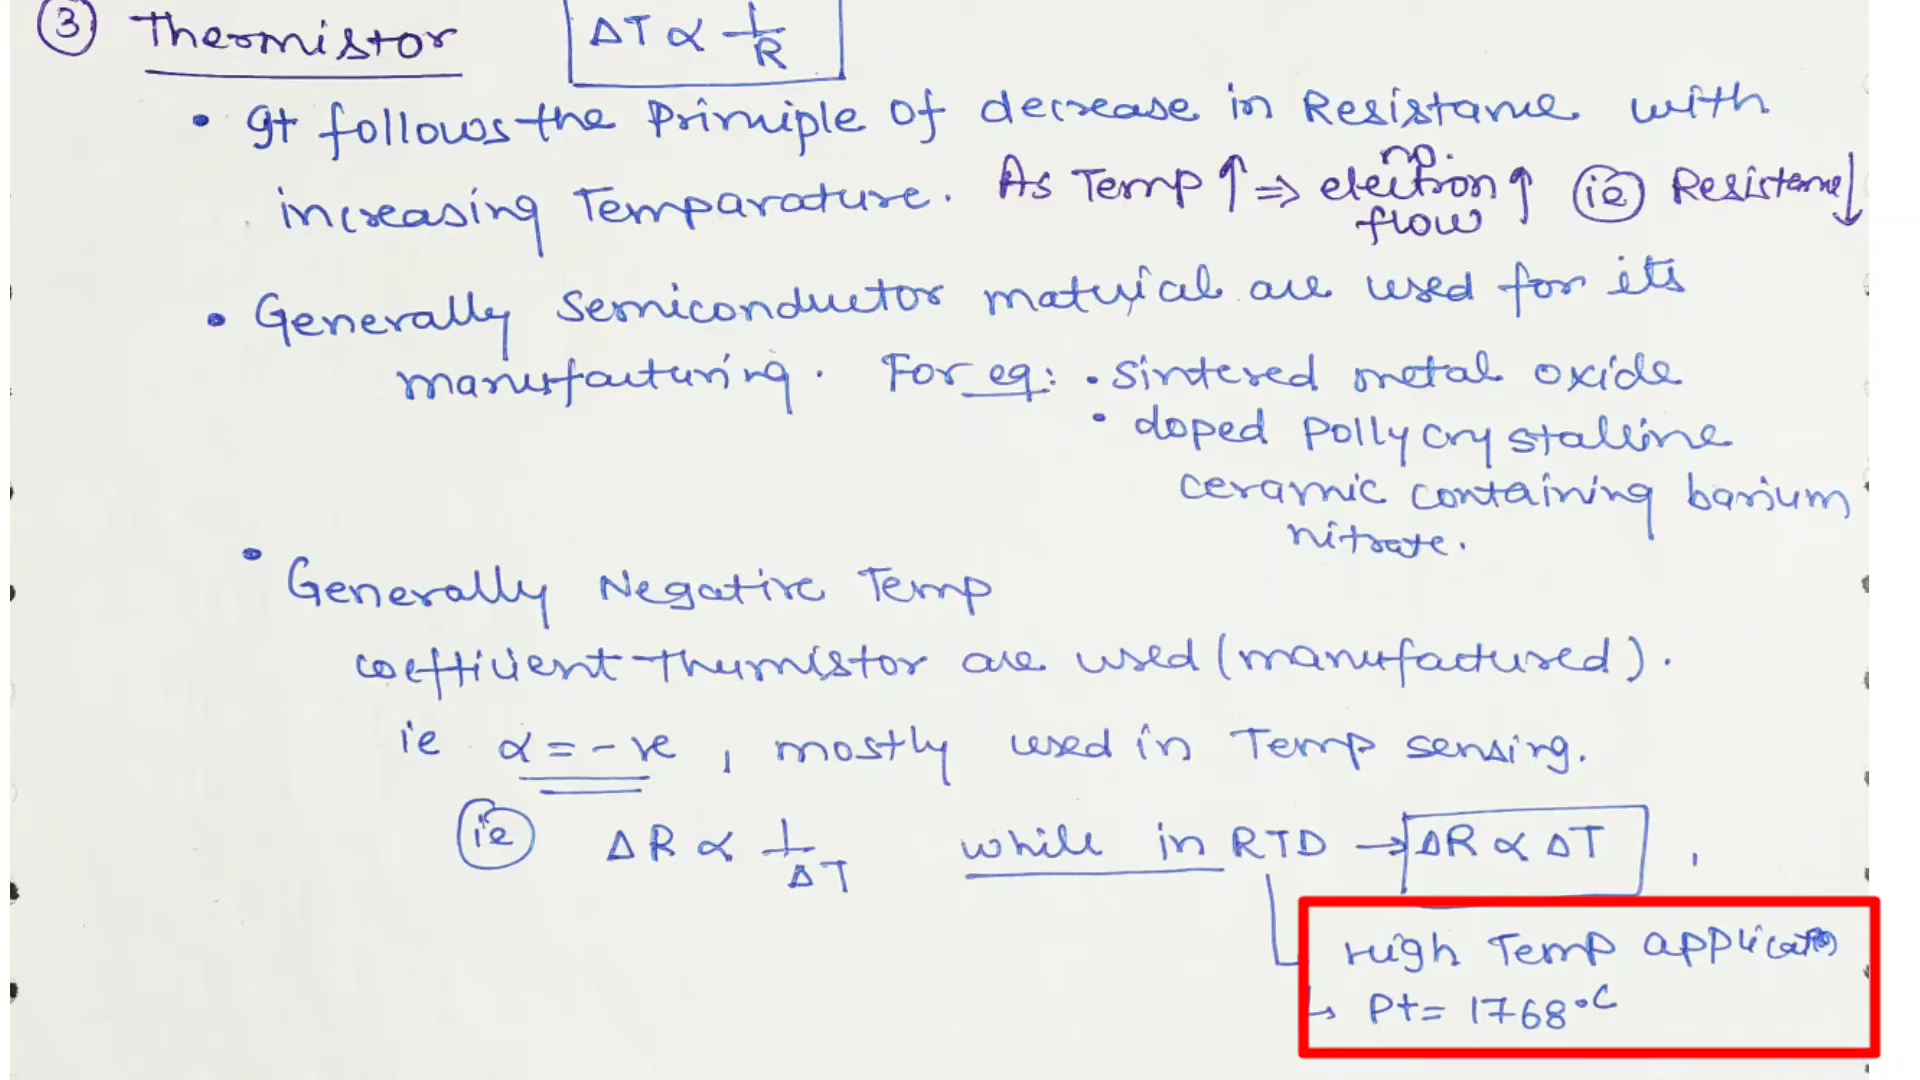 ③ Thermistor ΔT ∝ 1/R
• It follows the Principle of decrease in Resistance with
increasing Temparature. As Temp ↑ ⇒ no. electron flow ↑ (ie) Resistance ↓
• Generally Semiconductor material are used for its
manufacturing. For eg: • Sintered metal oxide
• doped Pollycrystalline
ceramic containing barium
nitrate.
• Generally Negative Temp
coefficient thermistor are used (manufactured).
ie α = -ve, mostly used in Temp sensing.
(ie) ΔR ∝ 1/ΔT while in RTD → ΔR ∝ ΔT,
High Temp applicatn
→ Pt = 1768°C